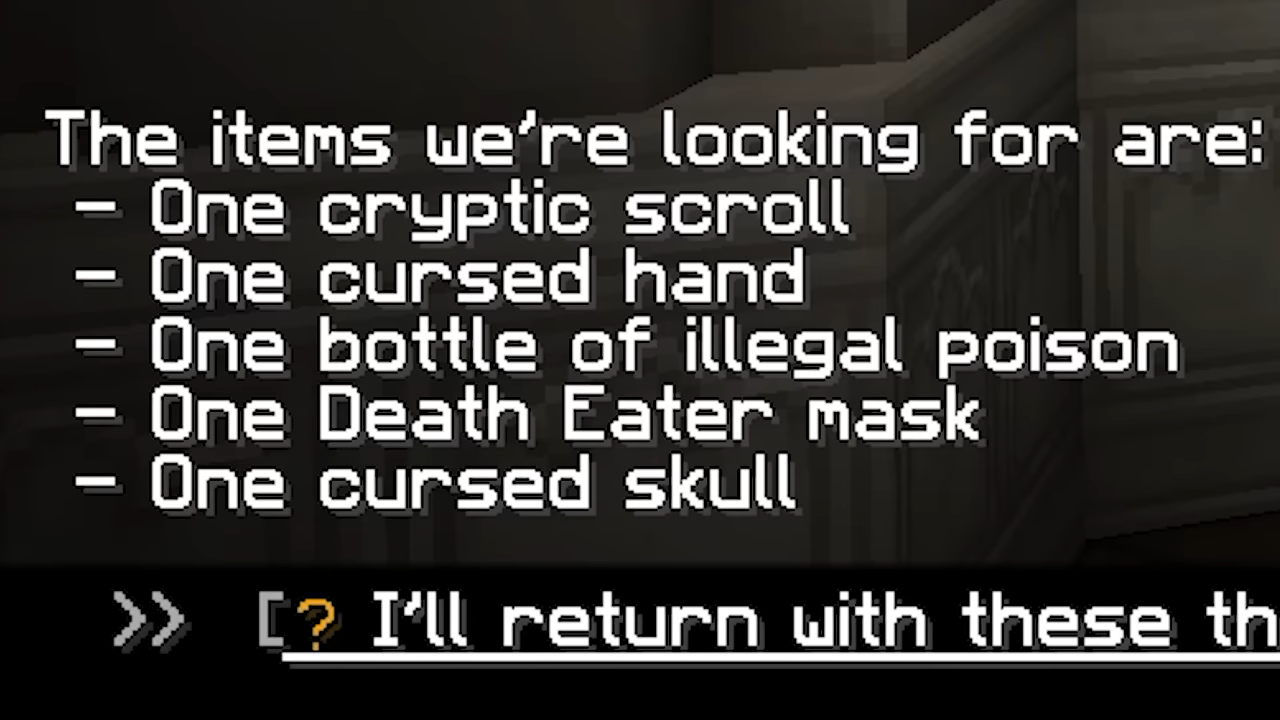 The items we're looking for are:
- One cryptic scroll
- One cursed hand
- One bottle of illegal poison
- One Death Eater mask
- One cursed skull
>> [? I'll return with these th